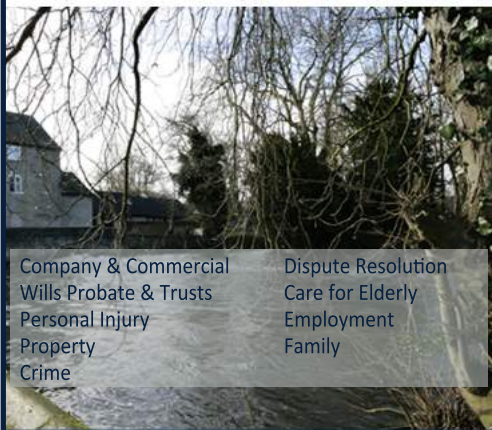 Company & Commercial
Wills Probate & Trusts
Personal Injury
Property
Crime
Dispute Resolution
Care for Elderly
Employment
Family